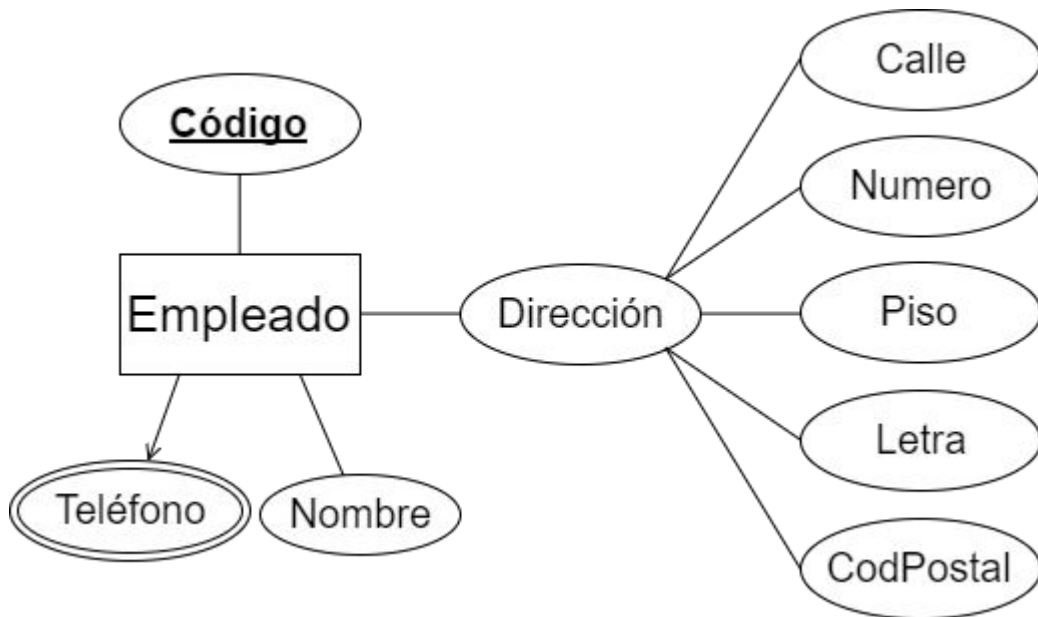 Código
Empleado
Teléfono
Nombre
Dirección
Calle
Numero
Piso
Letra
CodPostal